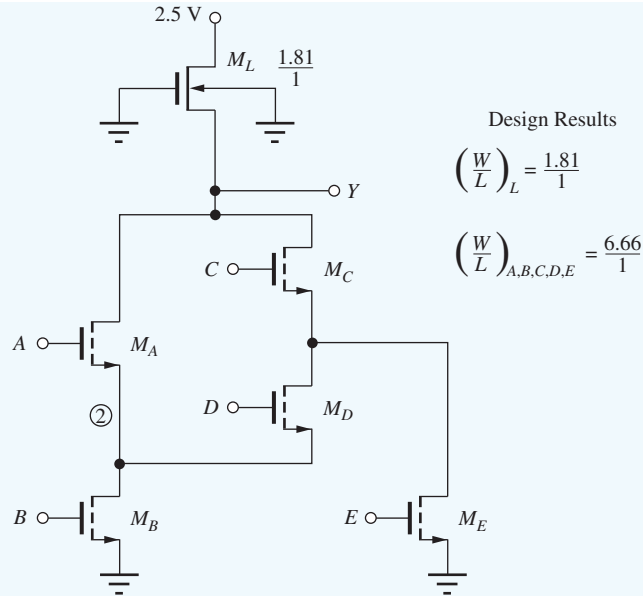 2.5 V
M_L 1.81/1
Design Results
(W/L)_L = 1.81/1
Y
(W/L)_A,B,C,D,E = 6.66/1
C M_C
A M_A
D M_D
②
B M_B
E M_E